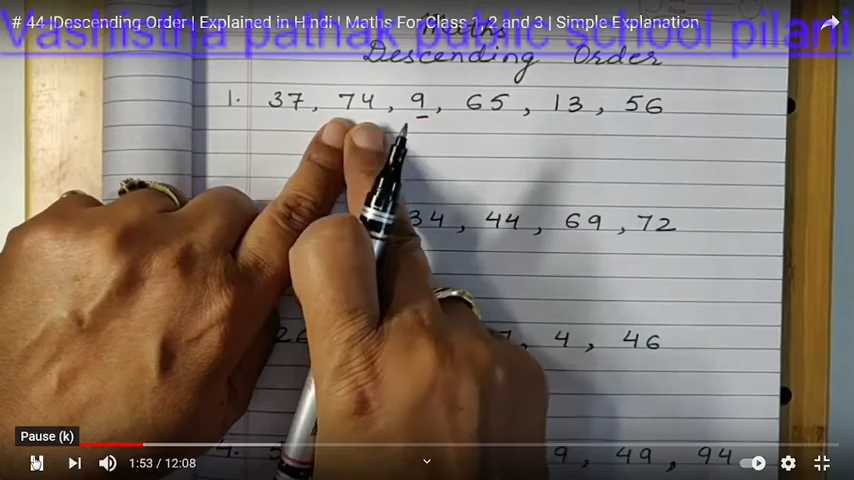 # 44 |Descending Order | Explained in Hindi | Maths For Class 1, 2 and 3 | Simple Explanation
Vashistha pathak public school pilani
Maths
Descending Order
1. 37, 74, 9, 65, 13, 56
34, 44, 69, 72
26 4, 46
9, 49, 94
Pause (k)
1:53 / 12:08